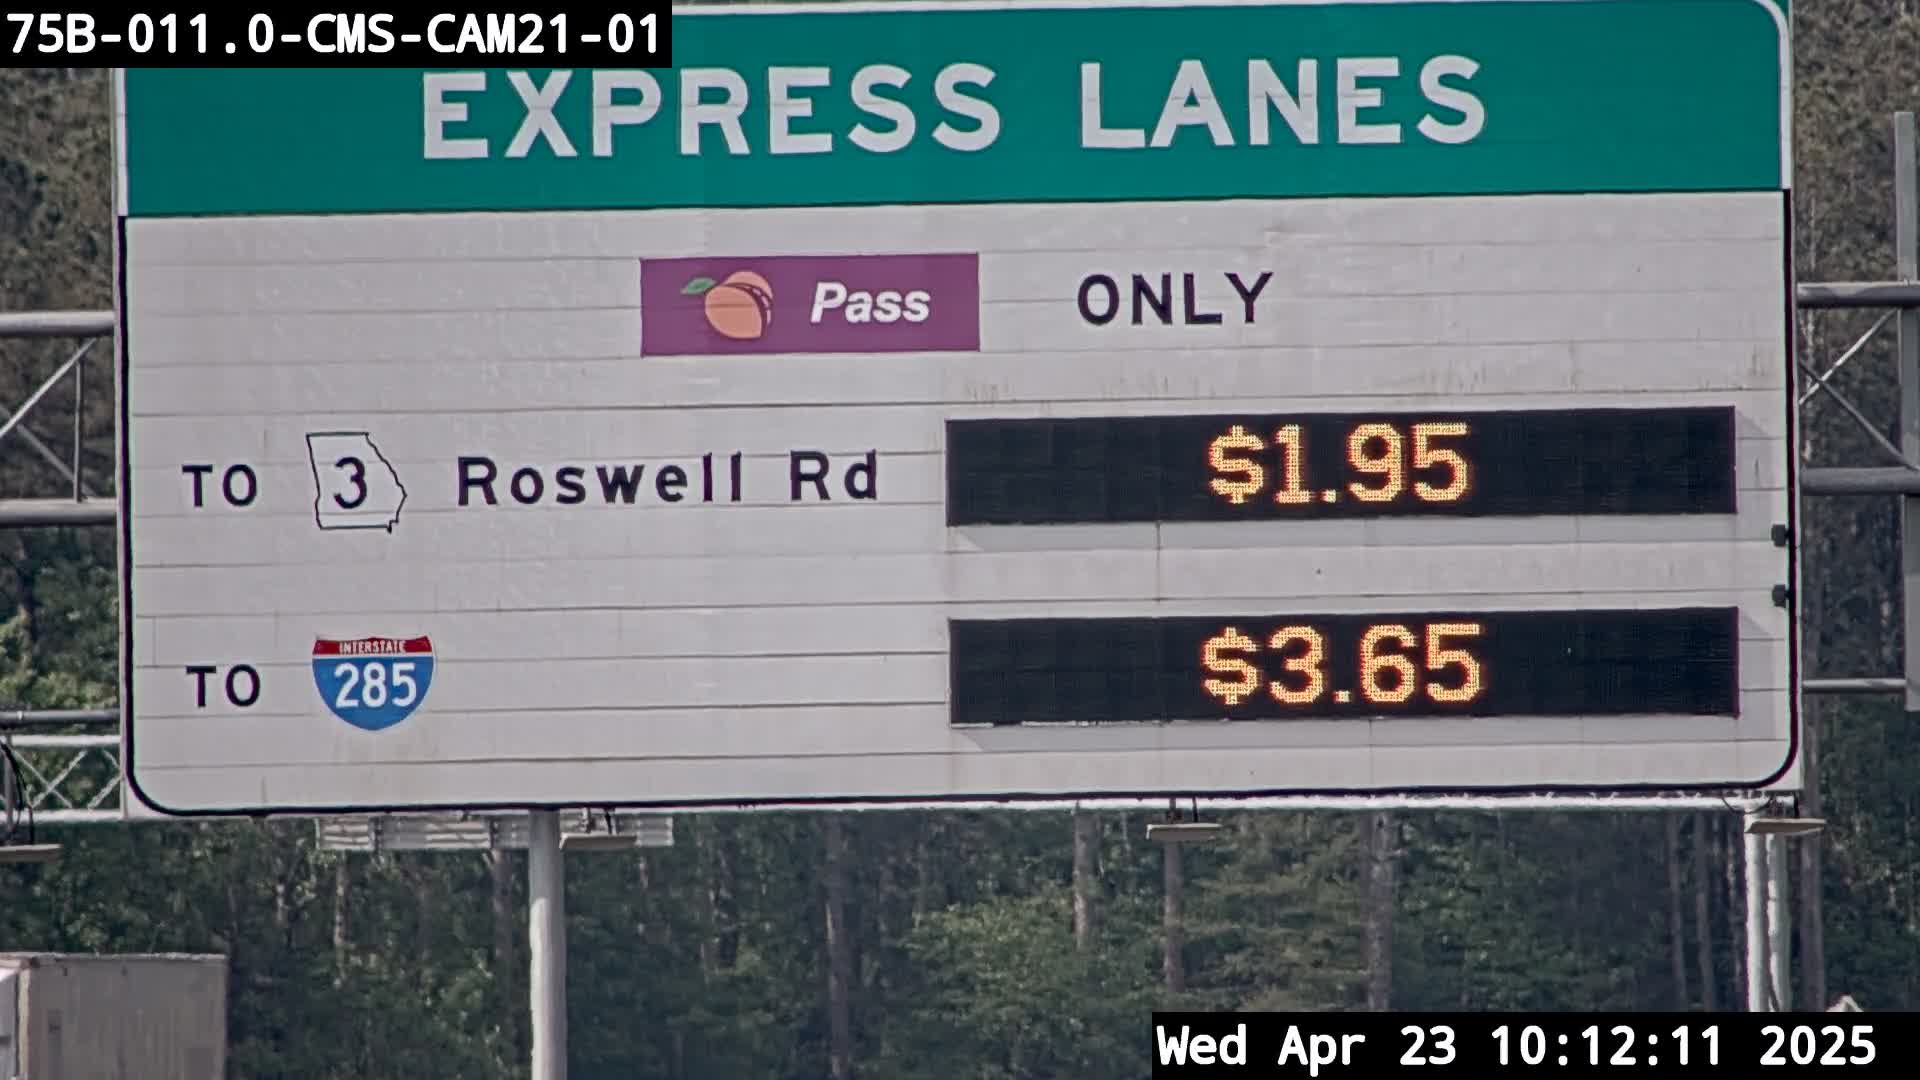 75B-011.0-CMS-CAM21-01
EXPRESS LANES
Pass ONLY
TO 3 Roswell Rd $1.95
INTERSTATE
TO 285 $3.65
Wed Apr 23 10:12:11 2025